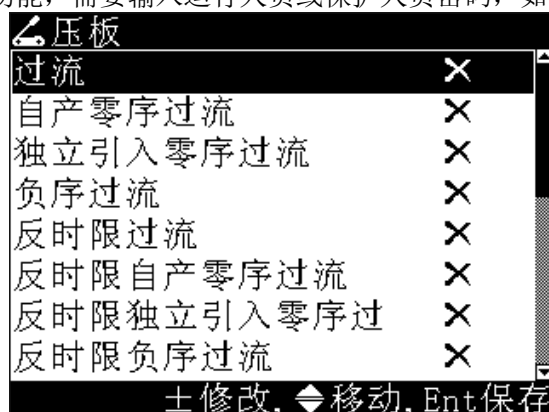 压板
过流 ×
自产零序过流 ×
独立引入零序过流 ×
负序过流 ×
反时限过流 ×
反时限自产零序过流 ×
反时限独立引入零序过 ×
反时限负序过流 ×
±修改,◆移动,Ent保存